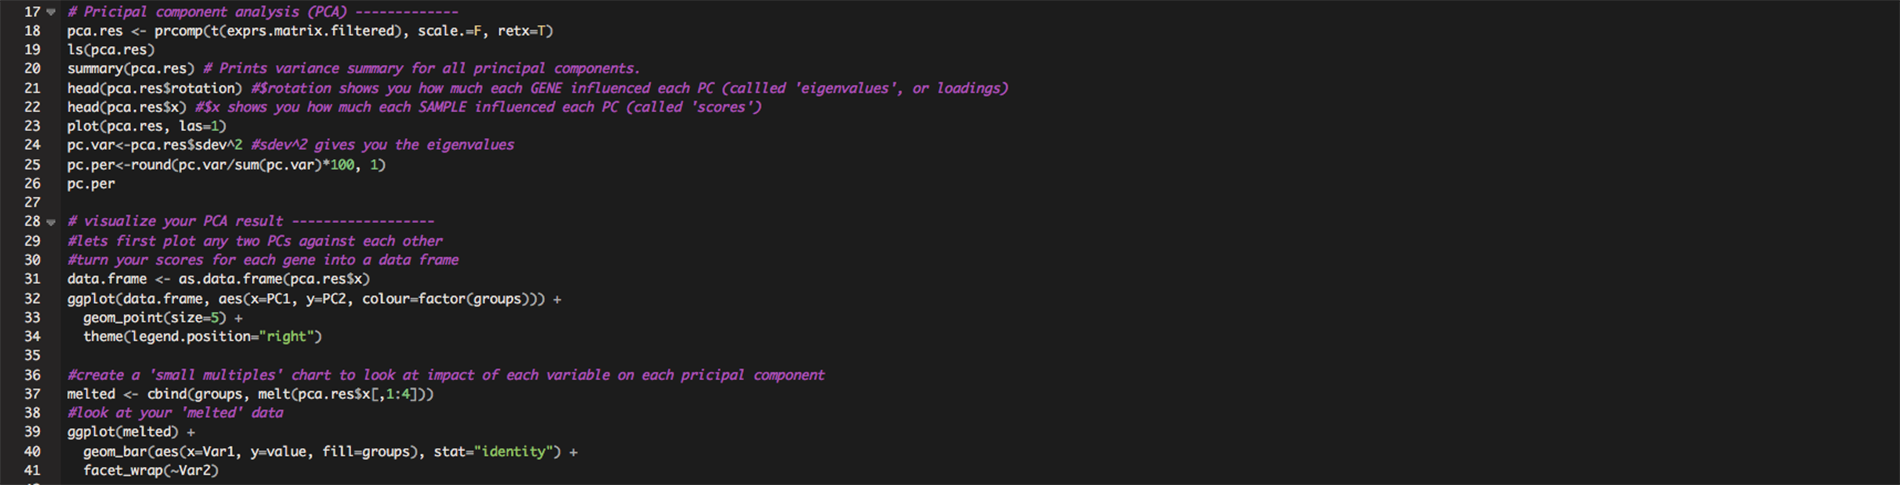 17 # Pricipal component analysis (PCA) -------------
18 pca.res <- prcomp(t(exprs.matrix.filtered), scale.=F, retx=T)
19 ls(pca.res)
20 summary(pca.res) # Prints variance summary for all principal components.
21 head(pca.res$rotation) #$rotation shows you how much each GENE influenced each PC (callled 'eigenvalues', or loadings)
22 head(pca.res$x) #$x shows you how much each SAMPLE influenced each PC (called 'scores')
23 plot(pca.res, las=1)
24 pc.var<-pca.res$sdev^2 #sdev^2 gives you the eigenvalues
25 pc.per<-round(pc.var/sum(pc.var)*100, 1)
26 pc.per
27
28 # visualize your PCA result ------------------
29 #lets first plot any two PCs against each other
30 #turn your scores for each gene into a data frame
31 data.frame <- as.data.frame(pca.res$x)
32 ggplot(data.frame, aes(x=PC1, y=PC2, colour=factor(groups))) +
33   geom_point(size=5) +
34   theme(legend.position="right")
35
36 #create a 'small multiples' chart to look at impact of each variable on each pricipal component
37 melted <- cbind(groups, melt(pca.res$x[,1:4]))
38 #look at your 'melted' data
39 ggplot(melted) +
40   geom_bar(aes(x=Var1, y=value, fill=groups), stat="identity") +
41   facet_wrap(~Var2)